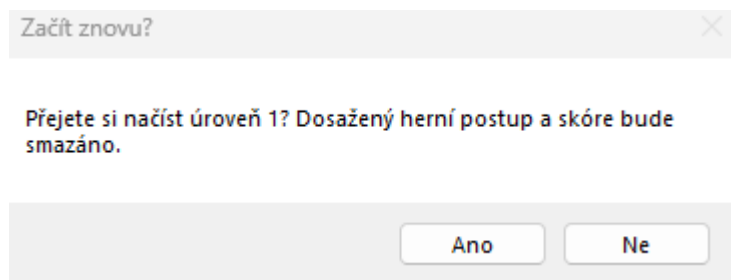 Začít znovu?
Přejete si načíst úroveň 1? Dosažený herní postup a skóre bude
smazáno.
Ano
Ne